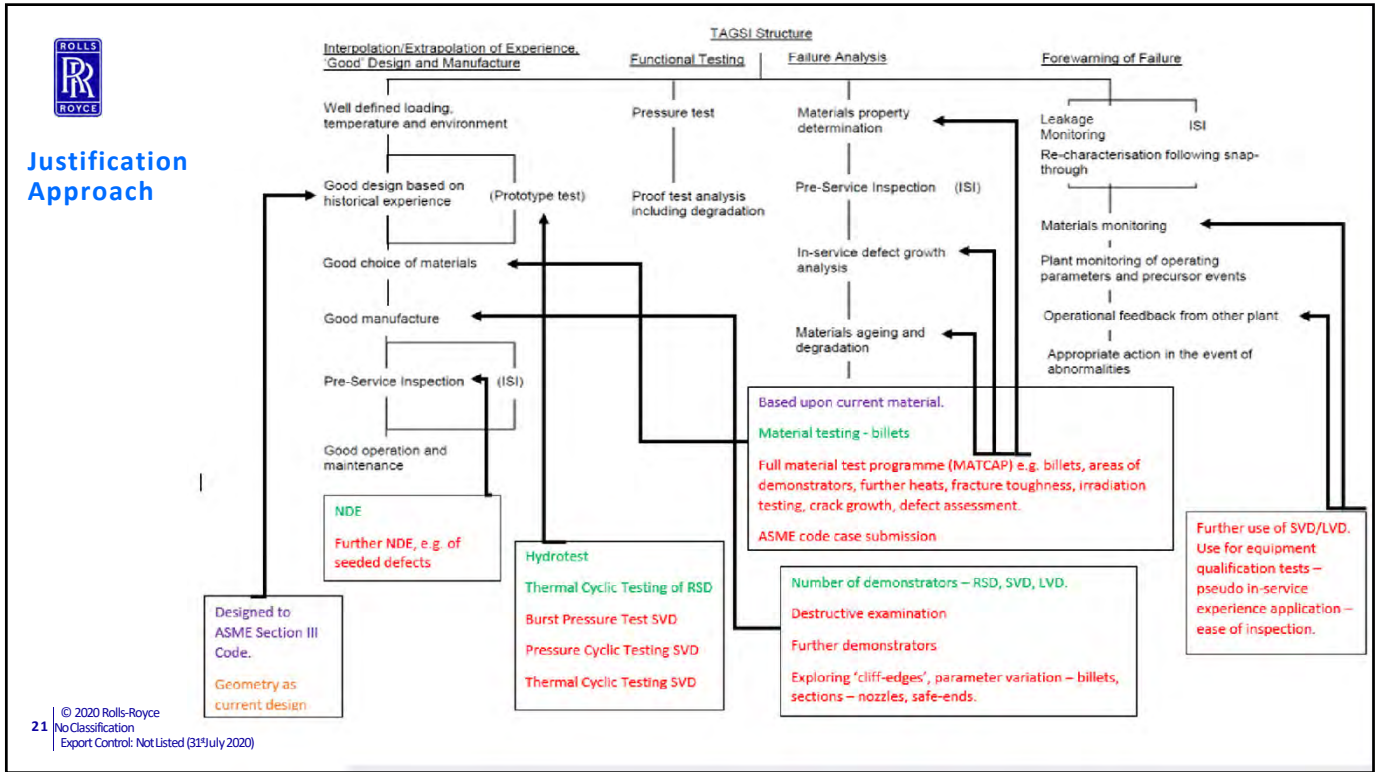 ROLLS
RR
ROYCE
Justification
Approach
TAGSI Structure
Interpolation/Extrapolation of Experience,
'Good' Design and Manufacture
Functional Testing
Failure Analysis
Forewarning of Failure
Well defined loading,
temperature and environment
Good design based on
historical experience
(Prototype test)
Good choice of materials
Good manufacture
Pre-Service Inspection
(ISI)
Good operation and
maintenance
Pressure test
Proof test analysis
including degradation
Materials property
determination
Pre-Service Inspection
(ISI)
In-service defect growth
analysis
Materials ageing and
degradation
Leakage
Monitoring
ISI
Re-characterisation following snap-
through
Materials monitoring
Plant monitoring of operating
parameters and precursor events
Operational feedback from other plant
Appropriate action in the event of
abnormalities
Based upon current material.
Material testing - billets
Full material test programme (MATCAP) e.g. billets, areas of
demonstrators, further heats, fracture toughness, irradiation
testing, crack growth, defect assessment.
ASME code case submission
NDE
Further NDE, e.g. of
seeded defects
Hydrotest
Thermal Cyclic Testing of RSD
Burst Pressure Test SVD
Pressure Cyclic Testing SVD
Thermal Cyclic Testing SVD
Number of demonstrators – RSD, SVD, LVD.
Destructive examination
Further demonstrators
Exploring 'cliff-edges', parameter variation – billets,
sections – nozzles, safe-ends.
Further use of SVD/LVD.
Use for equipment
qualification tests –
pseudo in-service
experience application –
ease of inspection.
Designed to
ASME Section III
Code.
Geometry as
current design
© 2020 Rolls-Royce
21 No Classification
Export Control: Not Listed (31st July 2020)